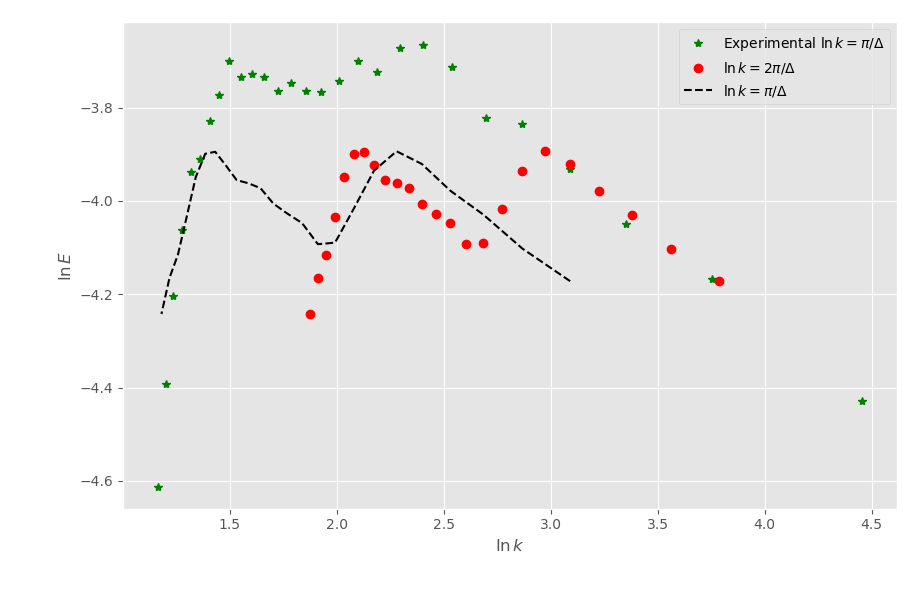 Experimental ln k = π/Δ
ln k = 2π/Δ
ln k = π/Δ
−3.8
−4.0
−4.2
−4.4
−4.6
ln E
1.5 2.0 2.5 3.0 3.5 4.0 4.5
ln k